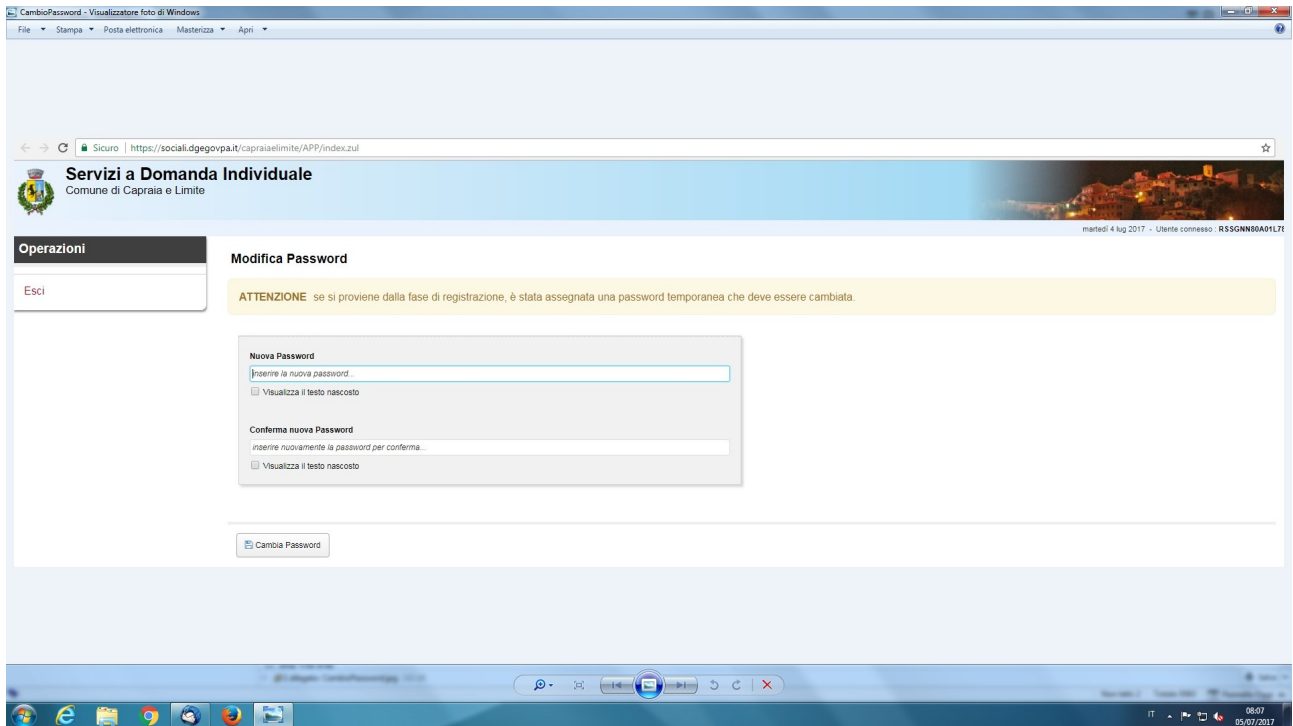 CambioPassword - Visualizzatore foto di Windows
File Stampa Posta elettronica Masterizza Apri
Sicuro | https://sociali.dgegovpa.it/capraiaelimite/APP/index.zul
Servizi a Domanda Individuale
Comune di Capraia e Limite
martedì 4 lug 2017 - Utente connesso : RSSGNN80A01L78
Operazioni
Esci
Modifica Password
ATTENZIONE se si proviene dalla fase di registrazione, è stata assegnata una password temporanea che deve essere cambiata.
Nuova Password
inserire la nuova password...
Visualizza il testo nascosto
Conferma nuova Password
inserire nuovamente la password per conferma...
Visualizza il testo nascosto
Cambia Password
IT
08:07
05/07/2017